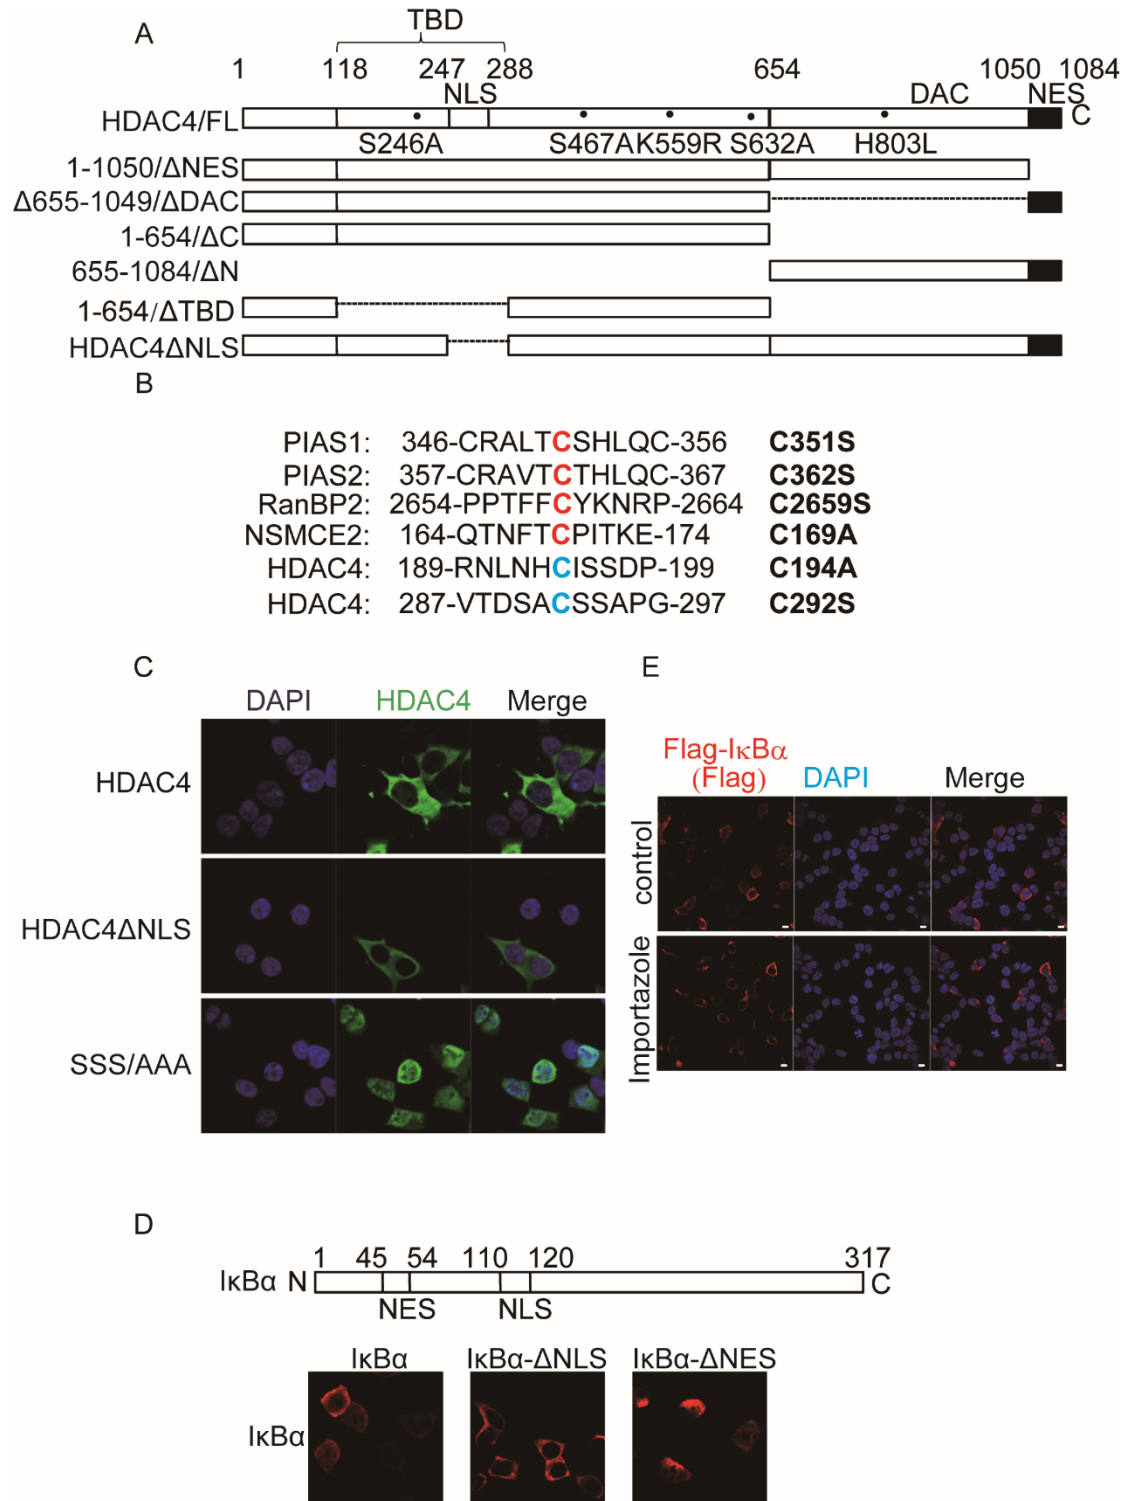 A
TBD
1 118 247 288 654 1050 1084
NLS DAC NES
HDAC4/FL C
S246A S467A K559R S632A H803L
1-1050/ΔNES
Δ655-1049/ΔDAC
1-654/ΔC
655-1084/ΔN
1-654/ΔTBD
HDAC4ΔNLS
B
PIAS1: 346-CRALTCSHLQC-356 C351S
PIAS2: 357-CRAVTCTHLQC-367 C362S
RanBP2: 2654-PPTFFCYKNRP-2664 C2659S
NSMCE2: 164-QTNFTCPITKE-174 C169A
HDAC4: 189-RNLNHCISSDP-199 C194A
HDAC4: 287-VTDSACSSAPG-297 C292S
C
DAPI HDAC4 Merge
HDAC4
HDAC4ΔNLS
SSS/AAA
E
Flag-IκBα
(Flag) DAPI Merge
control
Importazole
D
1 45 54 110 120 317
IκBα N C
NES NLS
IκBα IκBα-ΔNLS IκBα-ΔNES
IκBα